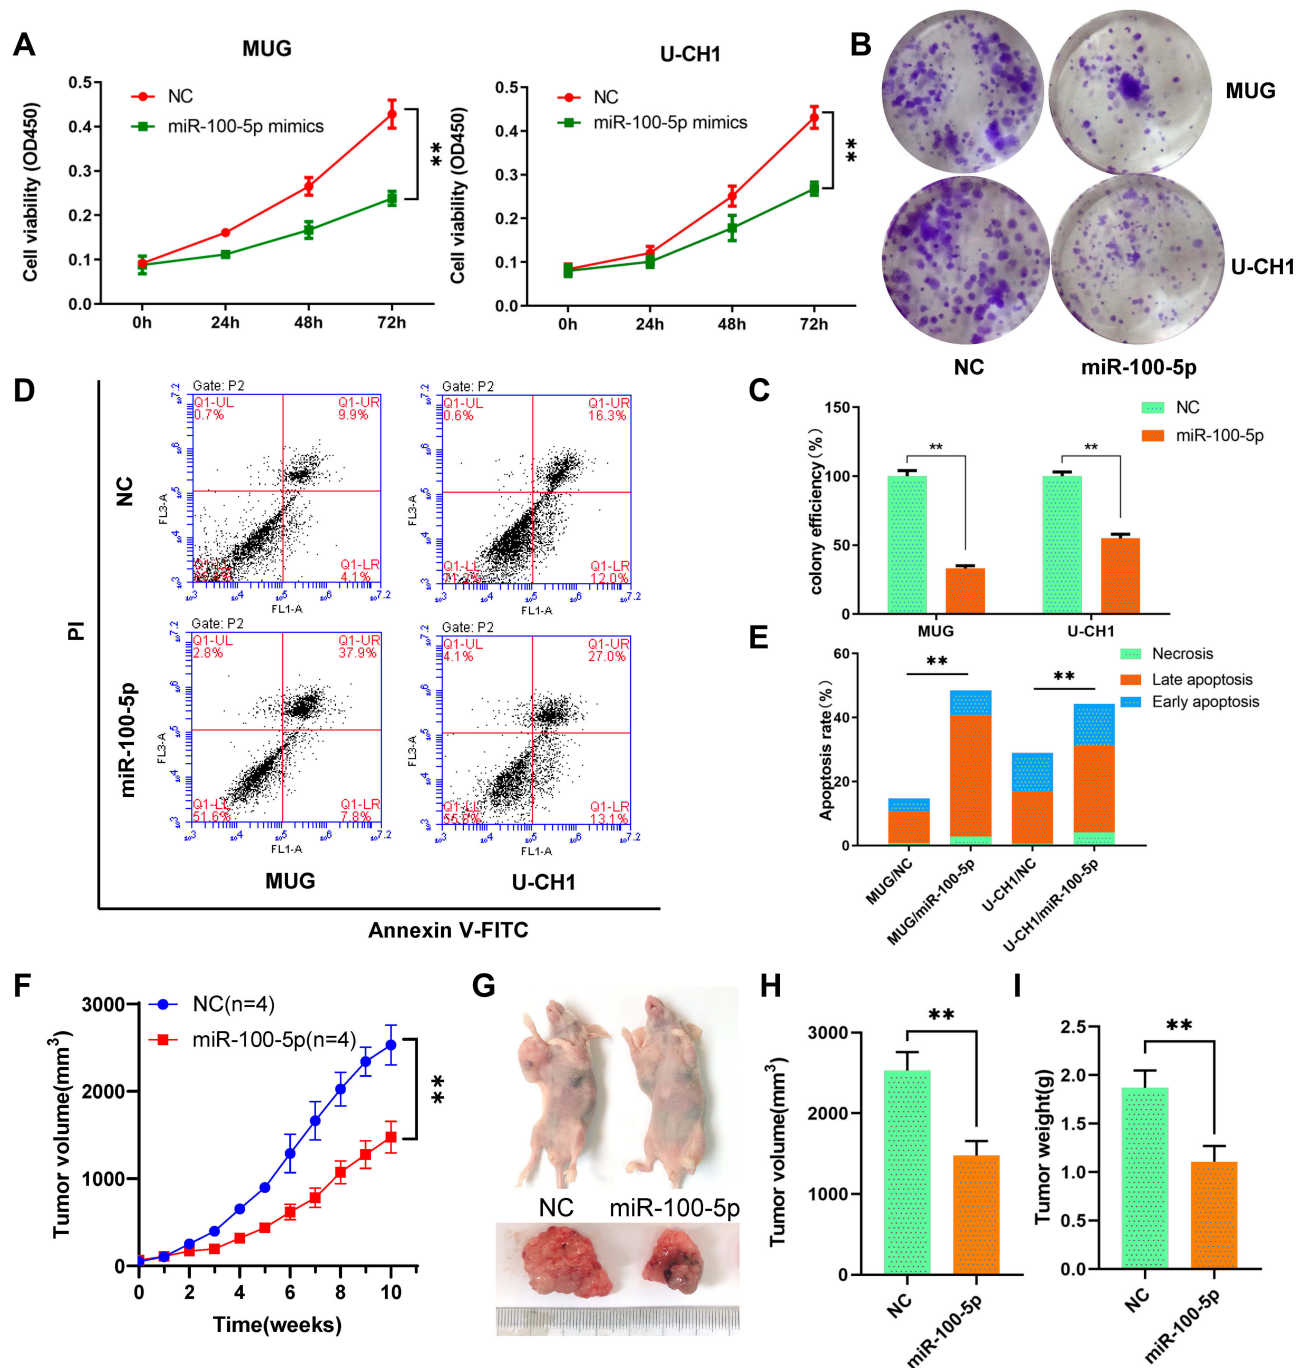 A
MUG
NC
miR-100-5p mimics
Cell viability (OD450)
0.5
0.4
0.3
0.2
0.1
0.0
0h
24h
48h
72h
**
U-CH1
NC
miR-100-5p mimics
Cell viability (OD450)
0.5
0.4
0.3
0.2
0.1
0.0
0h
24h
48h
72h
**
B
MUG
U-CH1
NC
miR-100-5p
D
NC
miR-100-5p
PI
Gate: P2
Q1-UL
0.7%
Q1-UR
9.9%
Q1-LR
4.1%
FL3-A
FL1-A
Gate: P2
Q1-UL
0.6%
Q1-UR
16.3%
Q1-LR
12.0%
FL3-A
FL1-A
Gate: P2
Q1-UL
2.8%
Q1-UR
37.9%
Q1-LL
51.6%
Q1-LR
7.8%
FL3-A
FL1-A
Gate: P2
Q1-UL
4.1%
Q1-UR
27.0%
Q1-LR
13.1%
FL3-A
FL1-A
MUG
U-CH1
Annexin V-FITC
C
colony efficiency (%)
150
100
50
0
NC
miR-100-5p
**
**
MUG
U-CH1
E
Apoptosis rate (%)
60
40
20
0
Necrosis
Late apoptosis
Early apoptosis
**
**
MUG/NC
MUG/miR-100-5p
U-CH1/NC
U-CH1/miR-100-5p
F
NC(n=4)
miR-100-5p(n=4)
Tumor volume(mm³)
3000
2000
1000
0
0
2
4
6
8
10
Time(weeks)
**
G
NC
miR-100-5p
H
Tumor volume(mm³)
3000
2000
1000
0
**
NC
miR-100-5p
I
Tumor weight(g)
2.5
2.0
1.5
1.0
0.5
0.0
**
NC
miR-100-5p